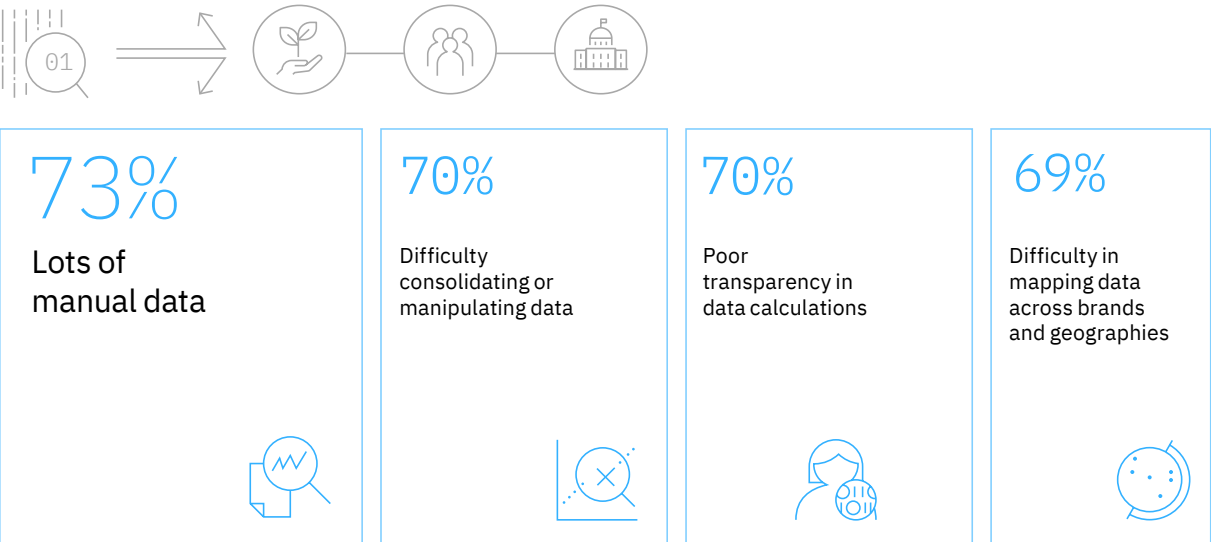 01
73%
Lots of
manual data
70%
Difficulty
consolidating or
manipulating data
70%
Poor
transparency in
data calculations
69%
Difficulty in
mapping data
across brands
and geographies